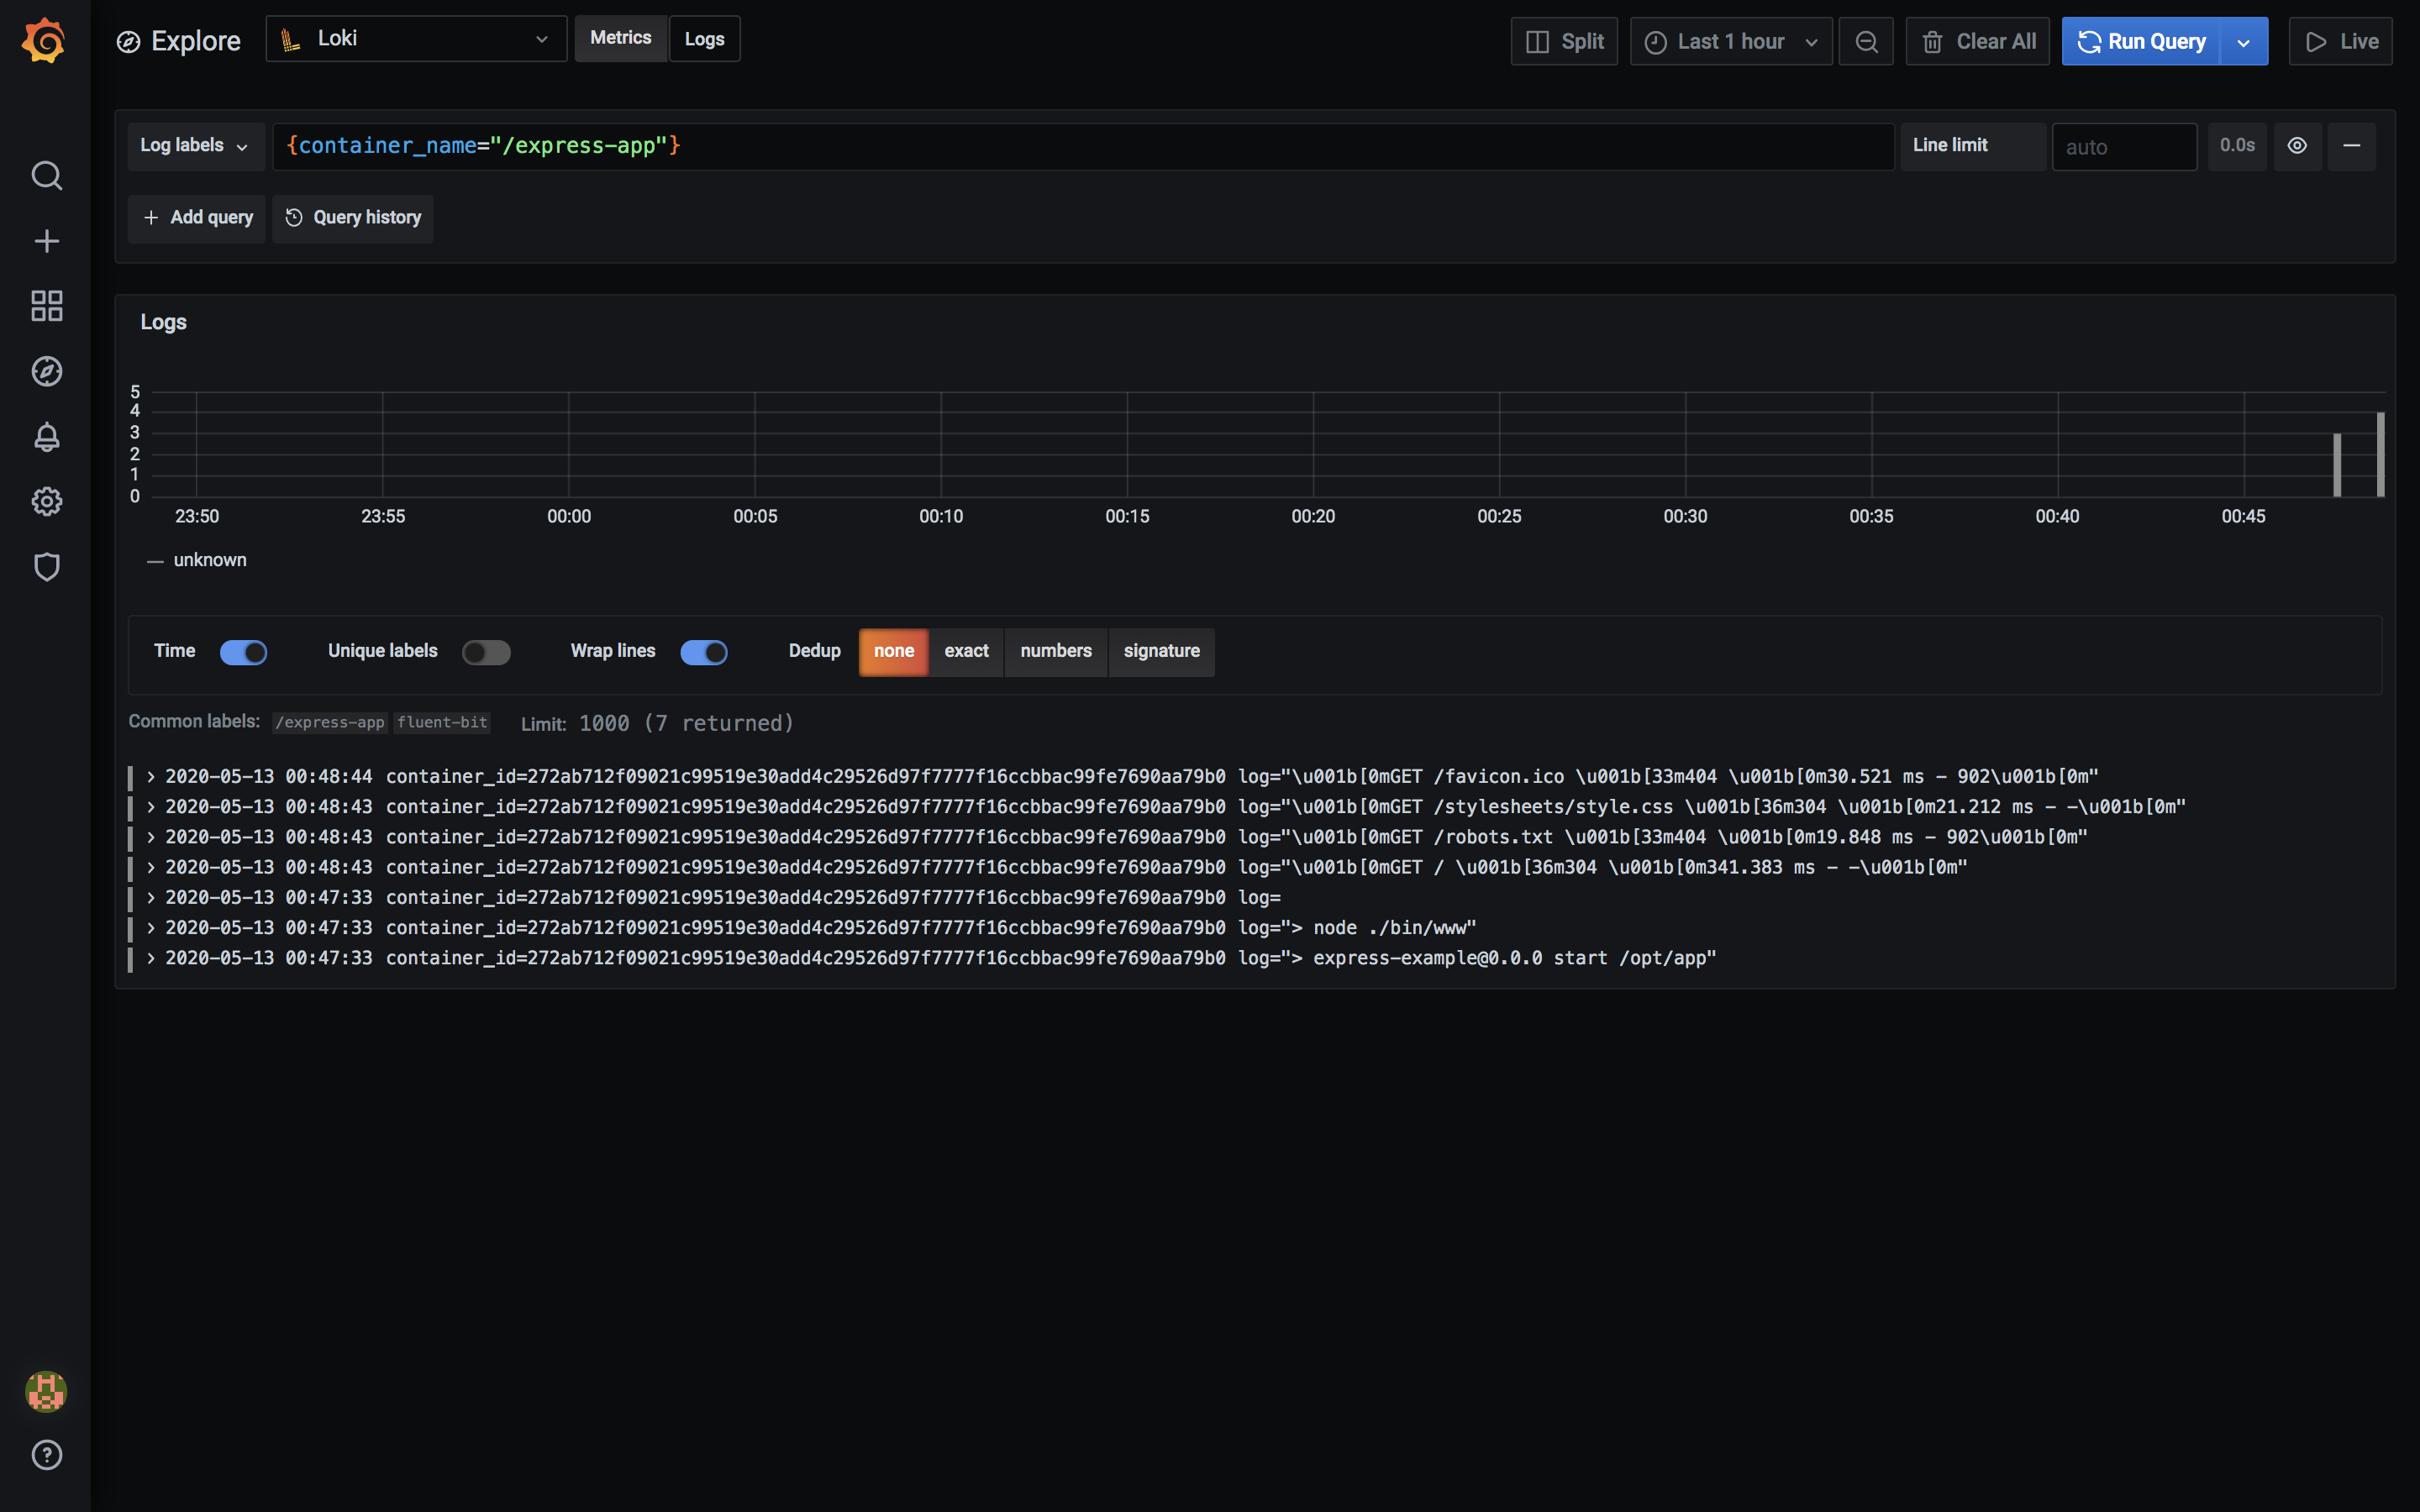 Explore Loki Metrics Logs Split Last 1 hour Clear All Run Query Live
Log labels {container_name="/express-app"} Line limit auto 0.0s
Add query Query history
Logs
5
4
3
2
1
0
23:50 23:55 00:00 00:05 00:10 00:15 00:20 00:25 00:30 00:35 00:40 00:45
unknown
Time Unique labels Wrap lines Dedup none exact numbers signature
Common labels: /express-app fluent-bit Limit: 1000 (7 returned)
> 2020-05-13 00:48:44 container_id=272ab712f09021c99519e30add4c29526d97f7777f16ccbbac99fe7690aa79b0 log="\u001b[0mGET /favicon.ico \u001b[33m404 \u001b[0m30.521 ms - 902\u001b[0m"
> 2020-05-13 00:48:43 container_id=272ab712f09021c99519e30add4c29526d97f7777f16ccbbac99fe7690aa79b0 log="\u001b[0mGET /stylesheets/style.css \u001b[36m304 \u001b[0m21.212 ms - -\u001b[0m"
> 2020-05-13 00:48:43 container_id=272ab712f09021c99519e30add4c29526d97f7777f16ccbbac99fe7690aa79b0 log="\u001b[0mGET /robots.txt \u001b[33m404 \u001b[0m19.848 ms - 902\u001b[0m"
> 2020-05-13 00:48:43 container_id=272ab712f09021c99519e30add4c29526d97f7777f16ccbbac99fe7690aa79b0 log="\u001b[0mGET / \u001b[36m304 \u001b[0m341.383 ms - -\u001b[0m"
> 2020-05-13 00:47:33 container_id=272ab712f09021c99519e30add4c29526d97f7777f16ccbbac99fe7690aa79b0 log=
> 2020-05-13 00:47:33 container_id=272ab712f09021c99519e30add4c29526d97f7777f16ccbbac99fe7690aa79b0 log="> node ./bin/www"
> 2020-05-13 00:47:33 container_id=272ab712f09021c99519e30add4c29526d97f7777f16ccbbac99fe7690aa79b0 log="> express-example@0.0.0 start /opt/app"